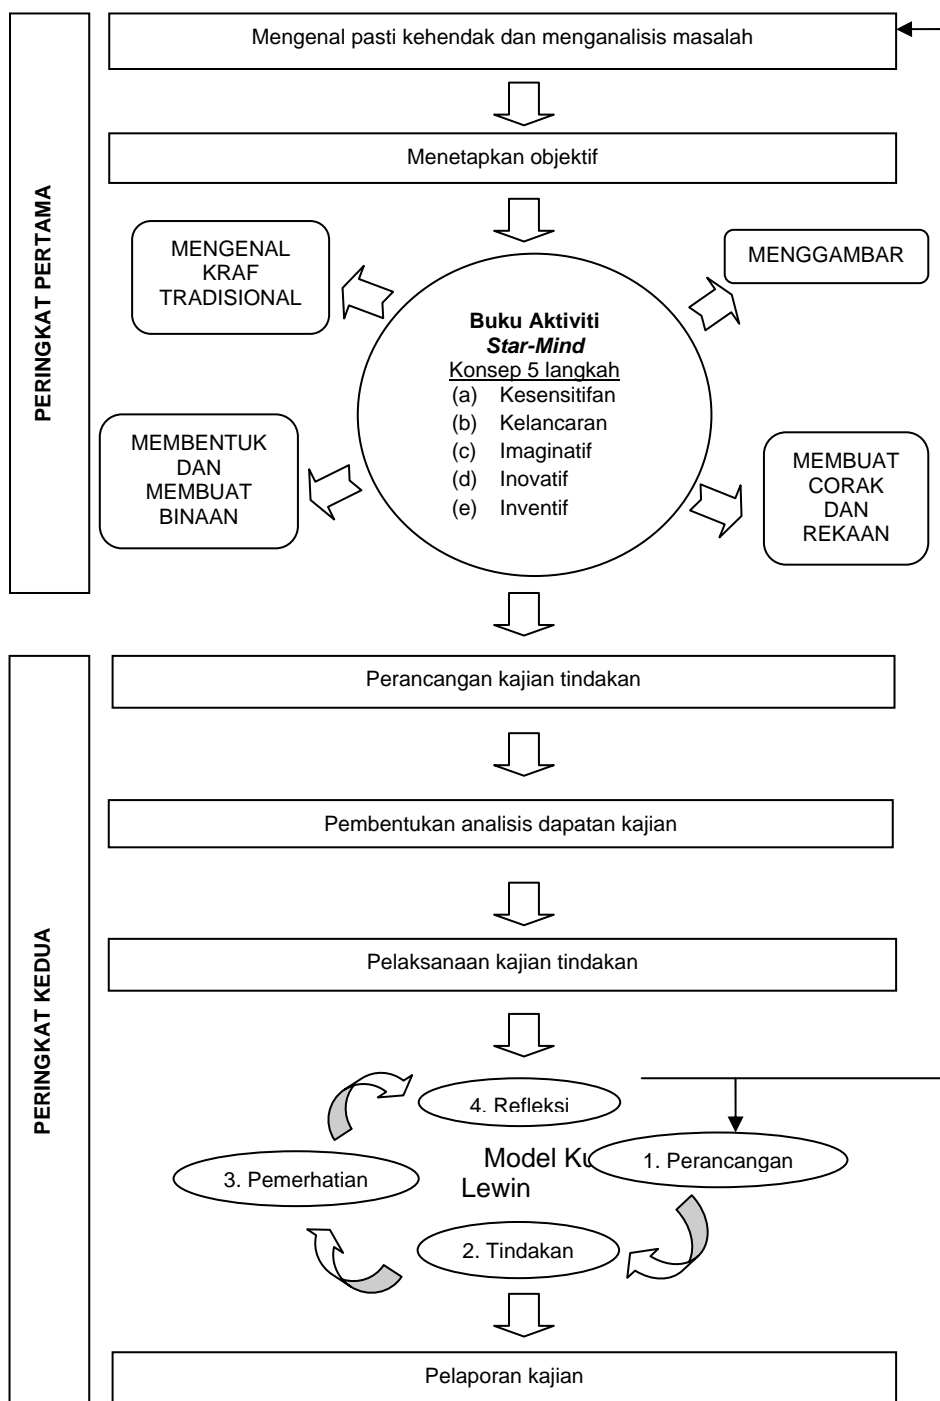 PERINGKAT PERTAMA
Mengenal pasti kehendak dan menganalisis masalah
Menetapkan objektif
MENGENAL
KRAF
TRADISIONAL
MENGGAMBAR
Buku Aktiviti
Star-Mind
Konsep 5 langkah
(a) Kesensitifan
(b) Kelancaran
(c) Imaginatif
(d) Inovatif
(e) Inventif
MEMBENTUK
DAN
MEMBUAT
BINAAN
MEMBUAT
CORAK
DAN
REKAAN
PERINGKAT KEDUA
Perancangan kajian tindakan
Pembentukan analisis dapatan kajian
Pelaksanaan kajian tindakan
4. Refleksi
Model
Lewin
1. Perancangan
3. Pemerhatian
2. Tindakan
Pelaporan kajian